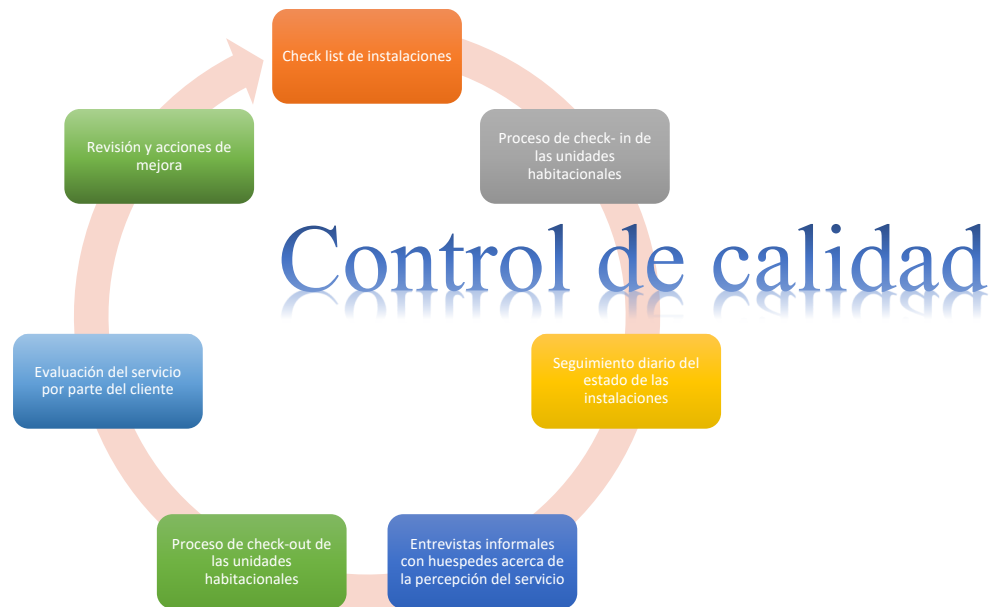 Check list de instalaciones
Proceso de check- in de
las unidades
habitacionales
Control de calidad
Seguimiento diario del
estado de las
instalaciones
Entrevistas informales
con huespedes acerca de
la percepción del servicio
Proceso de check-out de
las unidades
habitacionales
Evaluación del servicio
por parte del cliente
Revisión y acciones de
mejora